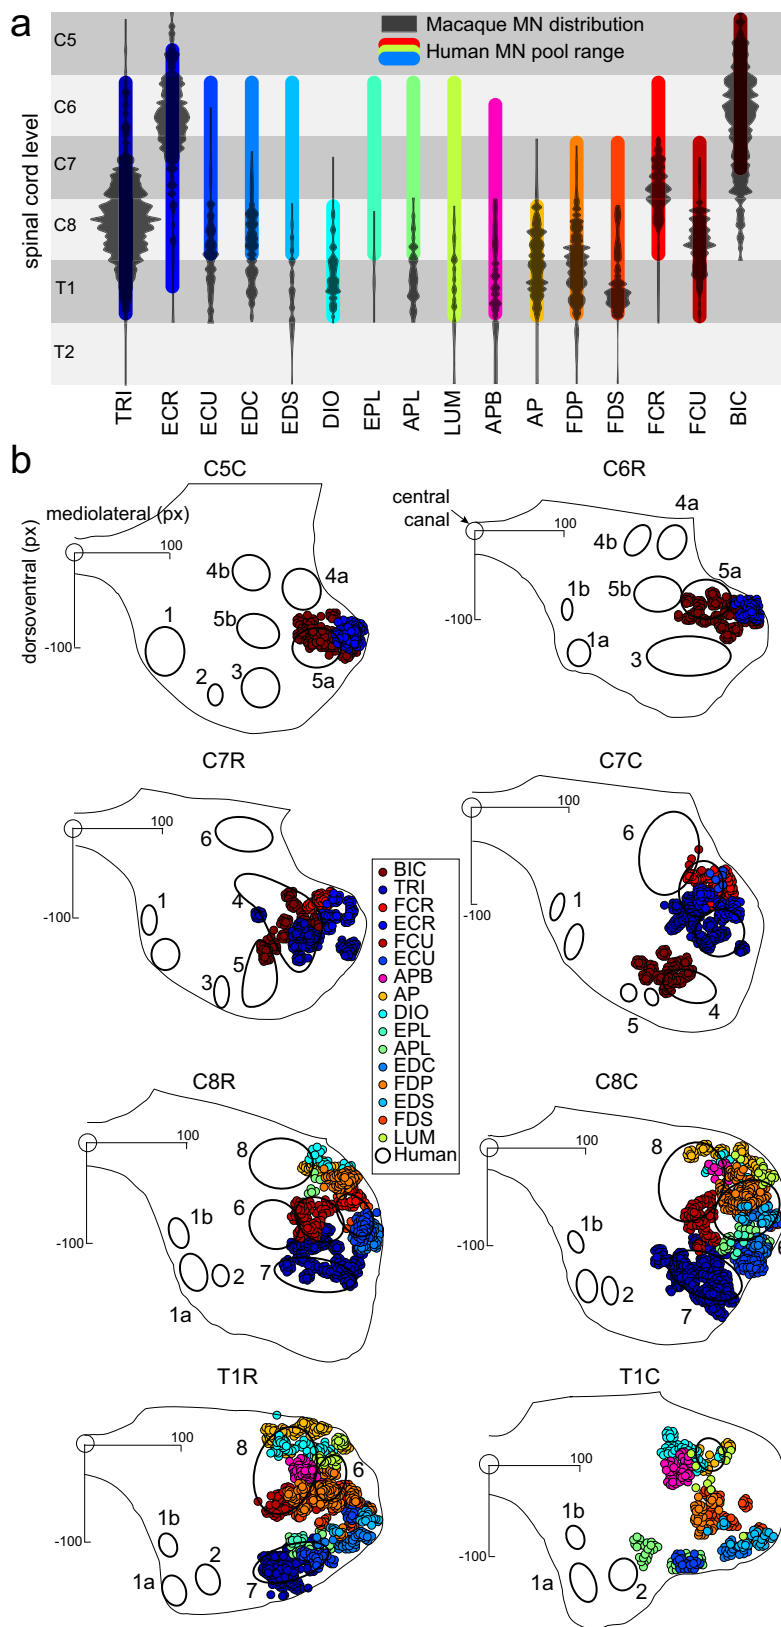 a
Macaque MN distribution
Human MN pool range
spinal cord level
C5
C6
C7
C8
T1
T2
TRI ECR ECU EDC EDS DIO EPL APL LUM APB AP FDP FDS FCR FCU BIC
b
C5C
mediolateral (px)
100
dorsoventral (px)
-100
4b
4a
5b
1
2
3
5a
C6R
central
canal
100
-100
4a
4b
5a
5b
1b
1a
3
C7R
100
-100
6
1
4
5
3
C7C
100
-100
6
1
4
5
BIC
TRI
FCR
ECR
FCU
ECU
APB
AP
DIO
EPL
APL
EDC
FDP
EDS
FDS
LUM
Human
C8R
100
-100
8
6
1b
2
7
1a
C8C
100
-100
8
1b
6
2
7
T1R
100
-100
8
6
1b
2
1a
7
T1C
100
-100
1b
1a
2